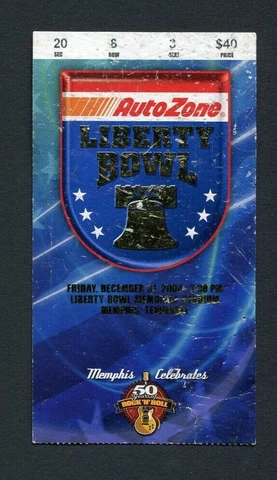 20 8 3 $40
SEC ROW SEAT PRICE
AutoZone
LIBERTY
BOWL
FRIDAY, DECEMBER 31, 2004 PM
LIBERTY BOWL MEMORIAL STADIUM
MEMPHIS, TENNESSEE
Memphis Celebrates
50
ROCK 'N' ROLL